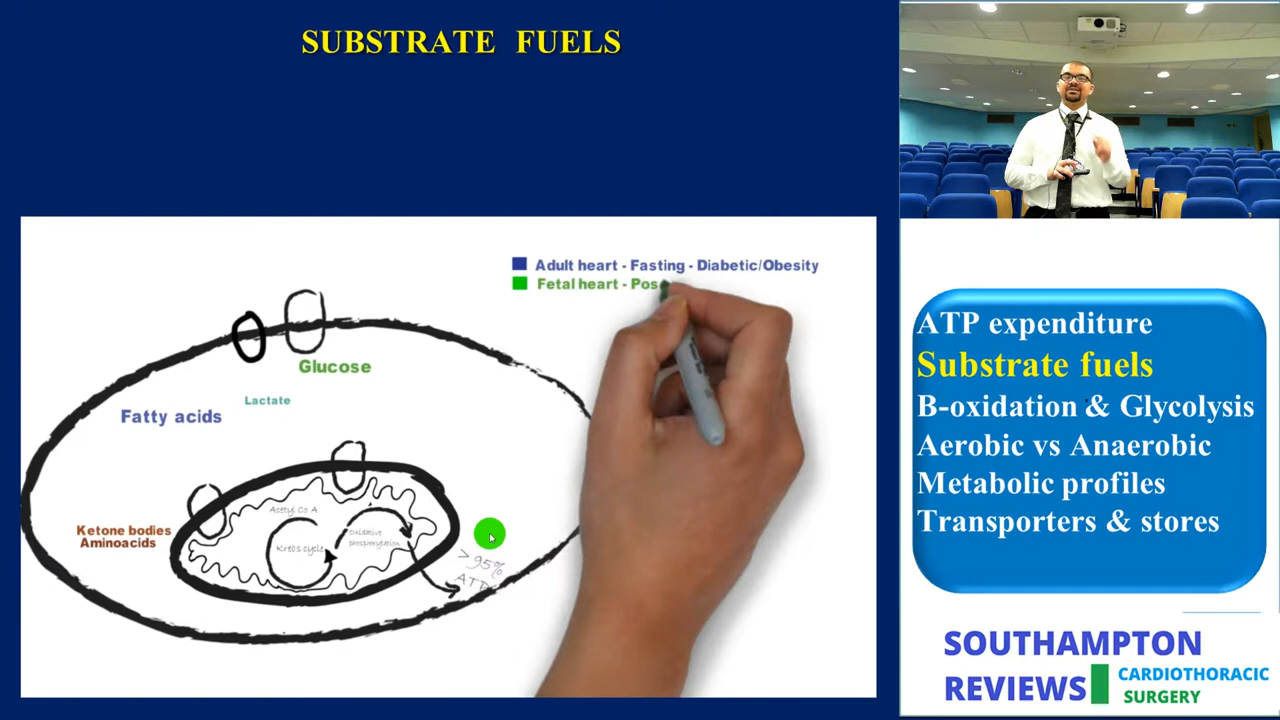 SUBSTRATE FUELS
Adult heart - Fasting - Diabetic/Obesity
Fetal heart - Pos
Glucose
Lactate
Fatty acids
Acetyl Co A
Krebs cycle
Oxidative
phosphorylation
Ketone bodies
Aminoacids
>95%
ATP
ATP expenditure
Substrate fuels
B-oxidation & Glycolysis
Aerobic vs Anaerobic
Metabolic profiles
Transporters & stores
SOUTHAMPTON
REVIEWS
CARDIOTHORACIC
SURGERY